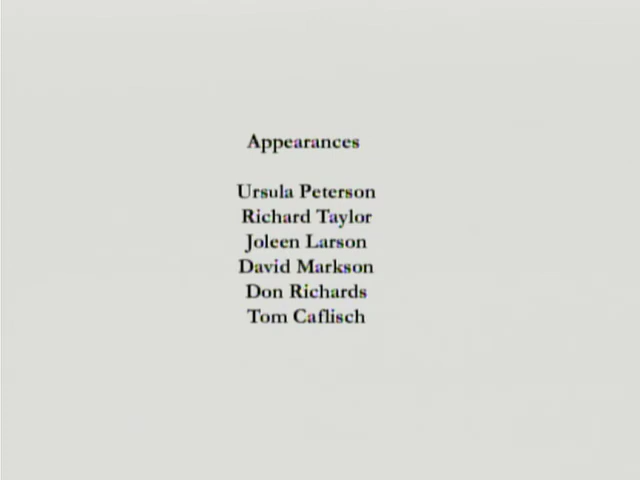 Appearances
Ursula Peterson
Richard Taylor
Joleen Larson
David Markson
Don Richards
Tom Caflisch